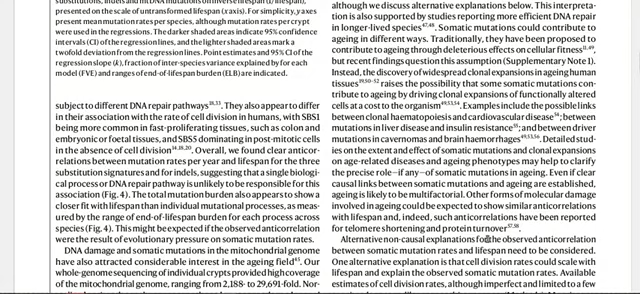 substitutions, indels and mtDNA mutations on inverse lifespan (1/lifespan),
presented on the scale of untransformed lifespan (x axis). For simplicity, y axes
present mean mutation rates per species, although mutation rates per crypt
were used in the regressions. The darker shaded areas indicate 95% confidence
intervals (CI) of the regression lines, and the lighter shaded areas mark a
twofold deviation from the regression lines. Point estimates and 95% CI of the
regression slope (k), fraction of inter-species variance explained by for each
model (FVE) and ranges of end-of-lifespan burden (ELB) are indicated.
subject to different DNA repair pathways18,33. They also appear to differ
in their association with the rate of cell division in humans, with SBS1
being more common in fast-proliferating tissues, such as colon and
embryonic or foetal tissues, and SBS5 dominating in post-mitotic cells
in the absence of cell division14,19,20. Overall, we found clear anticor-
relations between mutation rates per year and lifespan for the three
substitution signatures and for indels, suggesting that a single biologi-
cal process or DNA repair pathway is unlikely to be responsible for this
association (Fig. 4). The total mutation burden also appears to show a
closer fit with lifespan than individual mutational processes, as meas-
ured by the range of end-of-lifespan burden for each process across
species (Fig. 4). This might be expected if the observed anticorrelation
were the result of evolutionary pressure on somatic mutation rates.
DNA damage and somatic mutations in the mitochondrial genome
have also attracted considerable interest in the ageing field45. Our
whole-genome sequencing of individual crypts provided high coverage
of the mitochondrial genome, ranging from 2,188- to 29,691-fold. Nor-
although we discuss alternative explanations below. This interpreta-
tion is also supported by studies reporting more efficient DNA repair
in longer-lived species47,48. Somatic mutations could contribute to
ageing in different ways. Traditionally, they have been proposed to
contribute to ageing through deleterious effects on cellular fitness11,49,
but recent findings question this assumption (Supplementary Note 1).
Instead, the discovery of widespread clonal expansions in ageing human
tissues19,50–52 raises the possibility that some somatic mutations con-
tribute to ageing by driving clonal expansions of functionally altered
cells at a cost to the organism49,53,54. Examples include the possible links
between clonal haematopoiesis and cardiovascular disease54; between
mutations in liver disease and insulin resistance55; and between driver
mutations in cavernomas and brain haemorrhages49,53,56. Detailed stud-
ies on the extent and effect of somatic mutations and clonal expansions
on age-related diseases and ageing phenotypes may help to clarify
the precise role—if any—of somatic mutations in ageing. Even if clear
causal links between somatic mutations and ageing are established,
ageing is likely to be multifactorial. Other forms of molecular damage
involved in ageing could be expected to show similar anticorrelations
with lifespan and, indeed, such anticorrelations have been reported
for telomere shortening and protein turnover57,58.
Alternative non-causal explanations for the observed anticorrelation
between somatic mutation rates and lifespan need to be considered.
One alternative explanation is that cell division rates could scale with
lifespan and explain the observed somatic mutation rates. Available
estimates of cell division rates, although imperfect and limited to a few